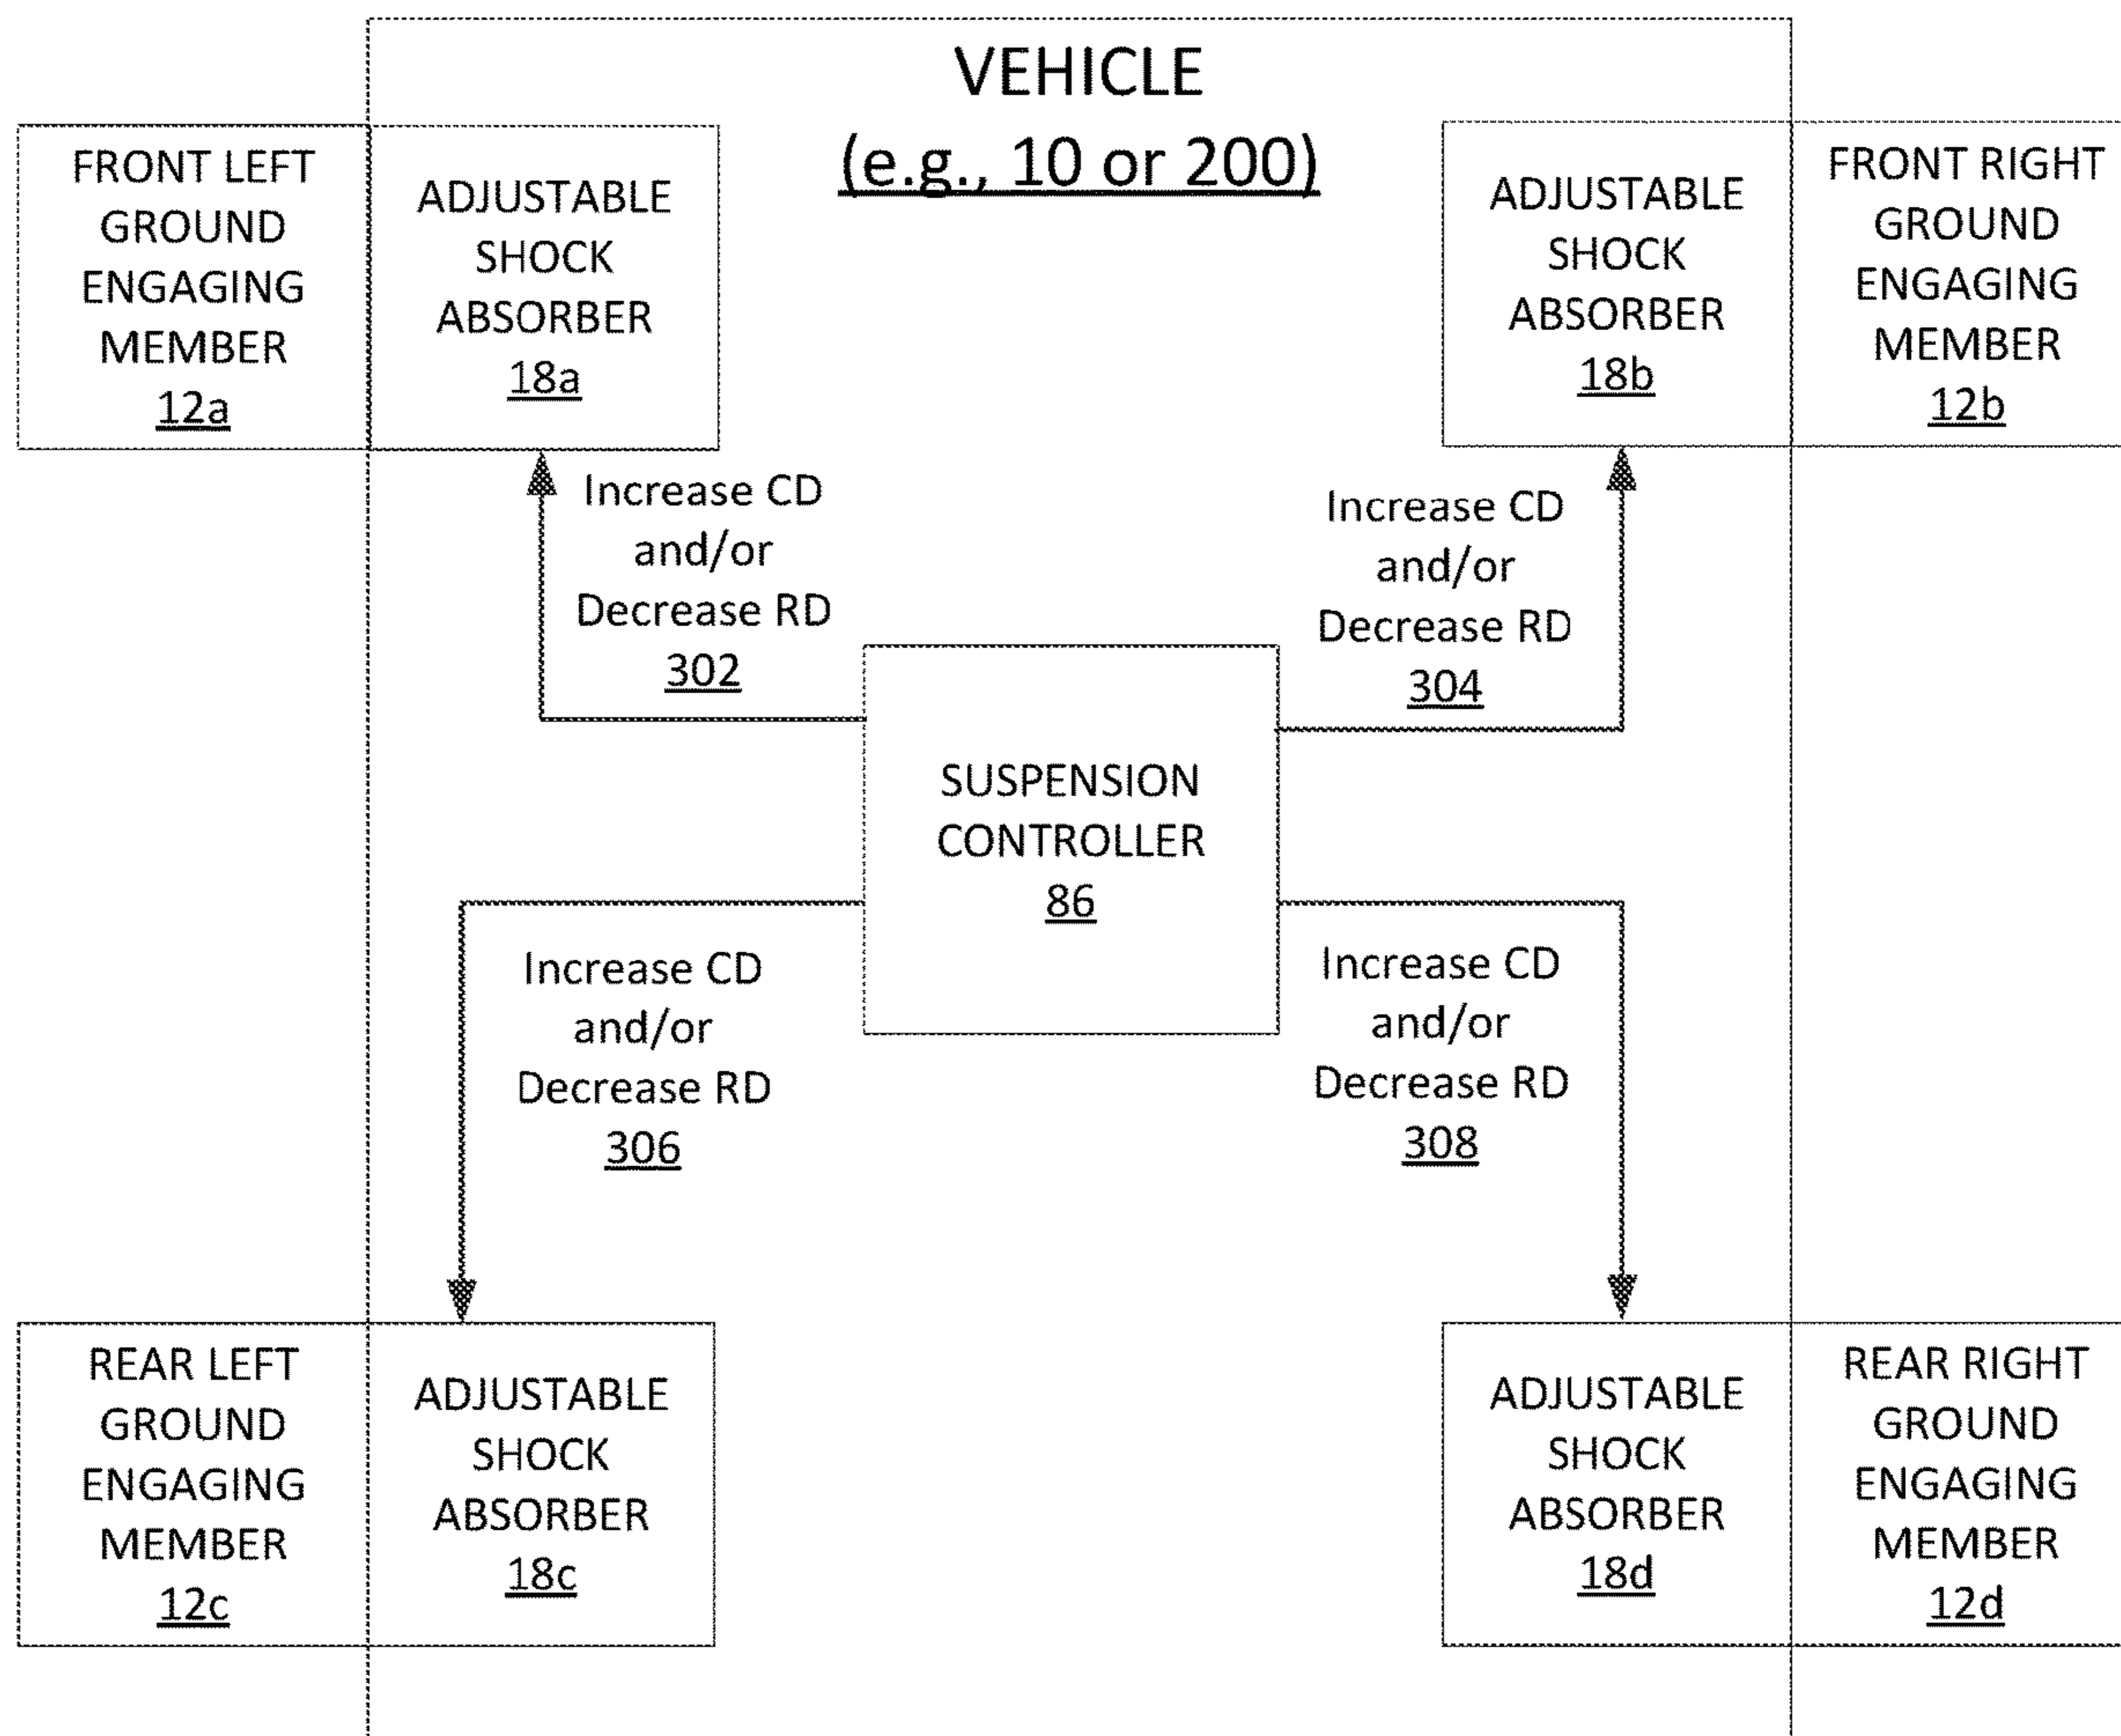 VEHICLE
(e.g., 10 or 200)
FRONT LEFT
GROUND
ENGAGING
MEMBER
12a
ADJUSTABLE
SHOCK
ABSORBER
18a
ADJUSTABLE
SHOCK
ABSORBER
18b
FRONT RIGHT
GROUND
ENGAGING
MEMBER
12b
Increase CD
and/or
Decrease RD
302
Increase CD
and/or
Decrease RD
304
SUSPENSION
CONTROLLER
86
Increase CD
and/or
Decrease RD
306
Increase CD
and/or
Decrease RD
308
REAR LEFT
GROUND
ENGAGING
MEMBER
12c
ADJUSTABLE
SHOCK
ABSORBER
18c
ADJUSTABLE
SHOCK
ABSORBER
18d
REAR RIGHT
GROUND
ENGAGING
MEMBER
12d